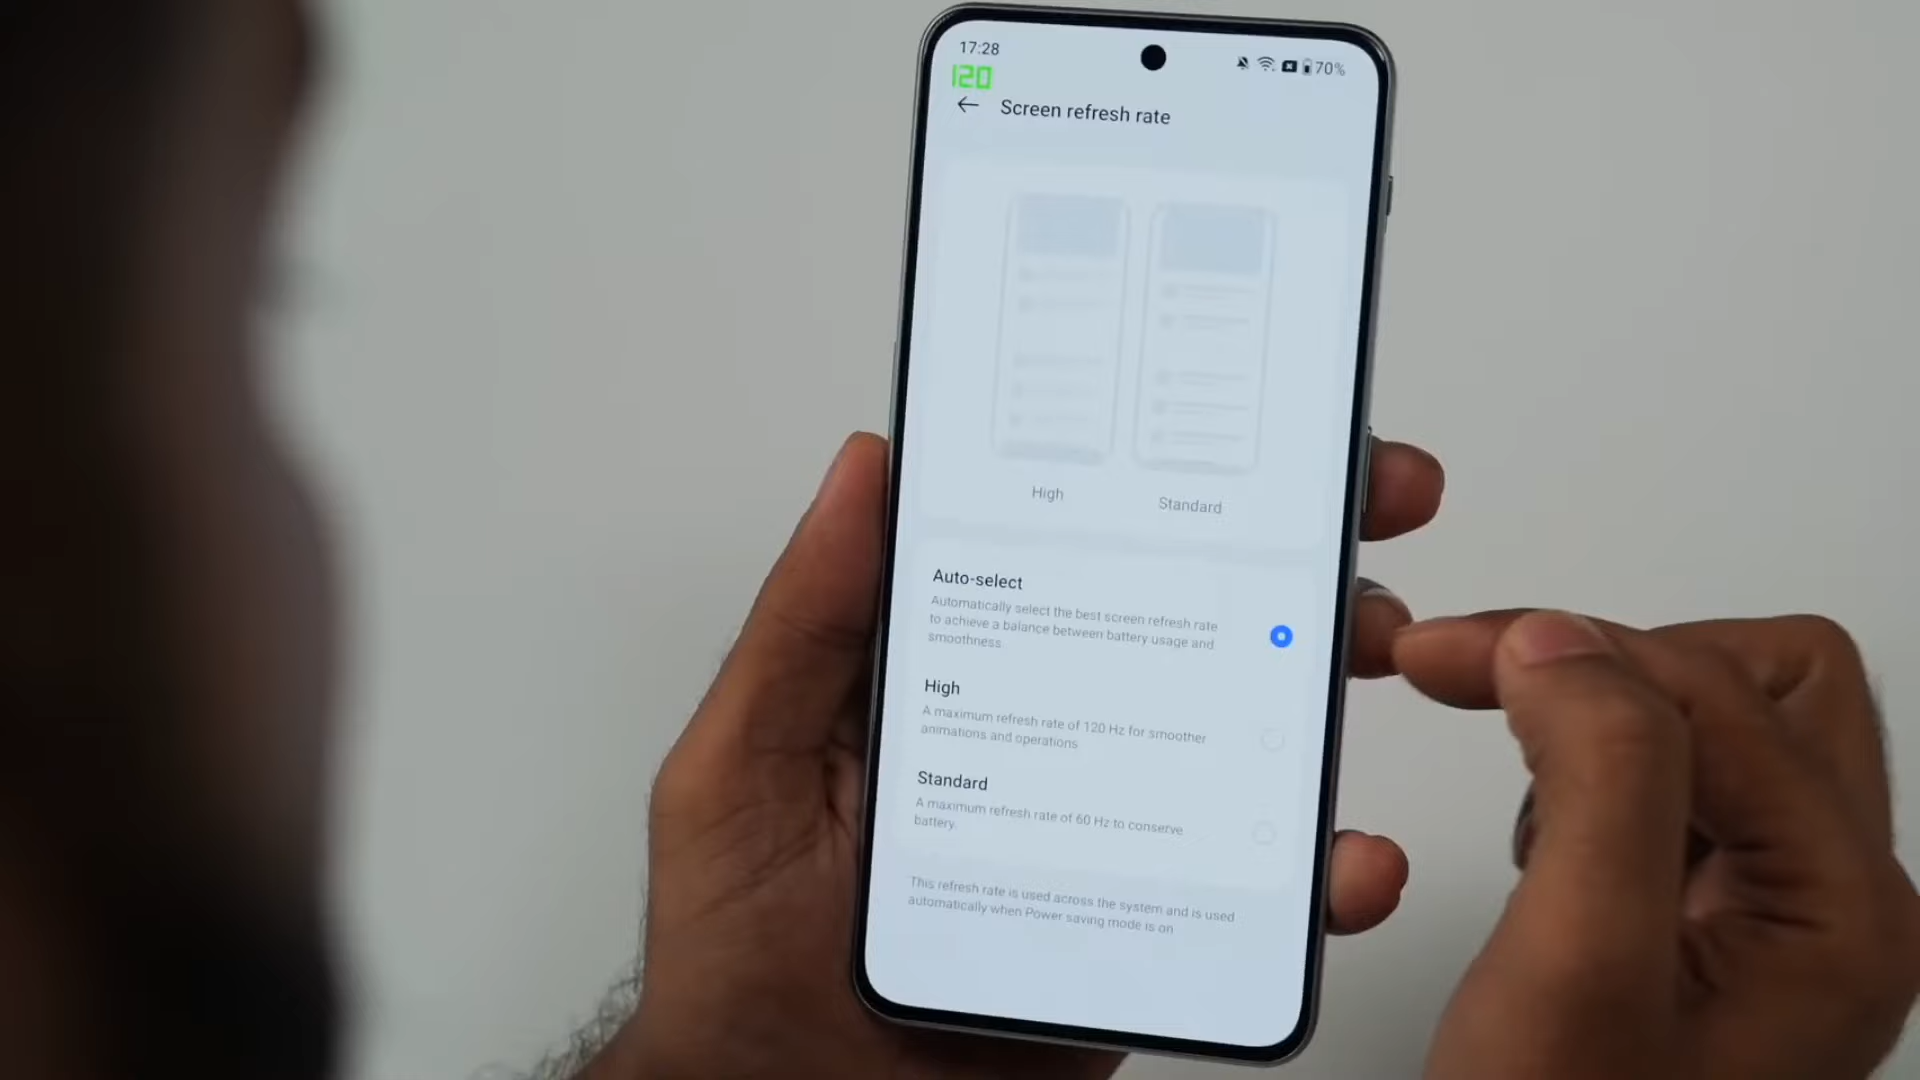 17:28
70%
120
Screen refresh rate
High
Standard
Auto-select
Automatically select the best screen refresh rate
to achieve a balance between battery usage and
smoothness
High
A maximum refresh rate of 120 Hz for smoother
animations and operations
Standard
A maximum refresh rate of 60 Hz to conserve
battery.
This refresh rate is used across the system and is used
automatically when Power saving mode is on